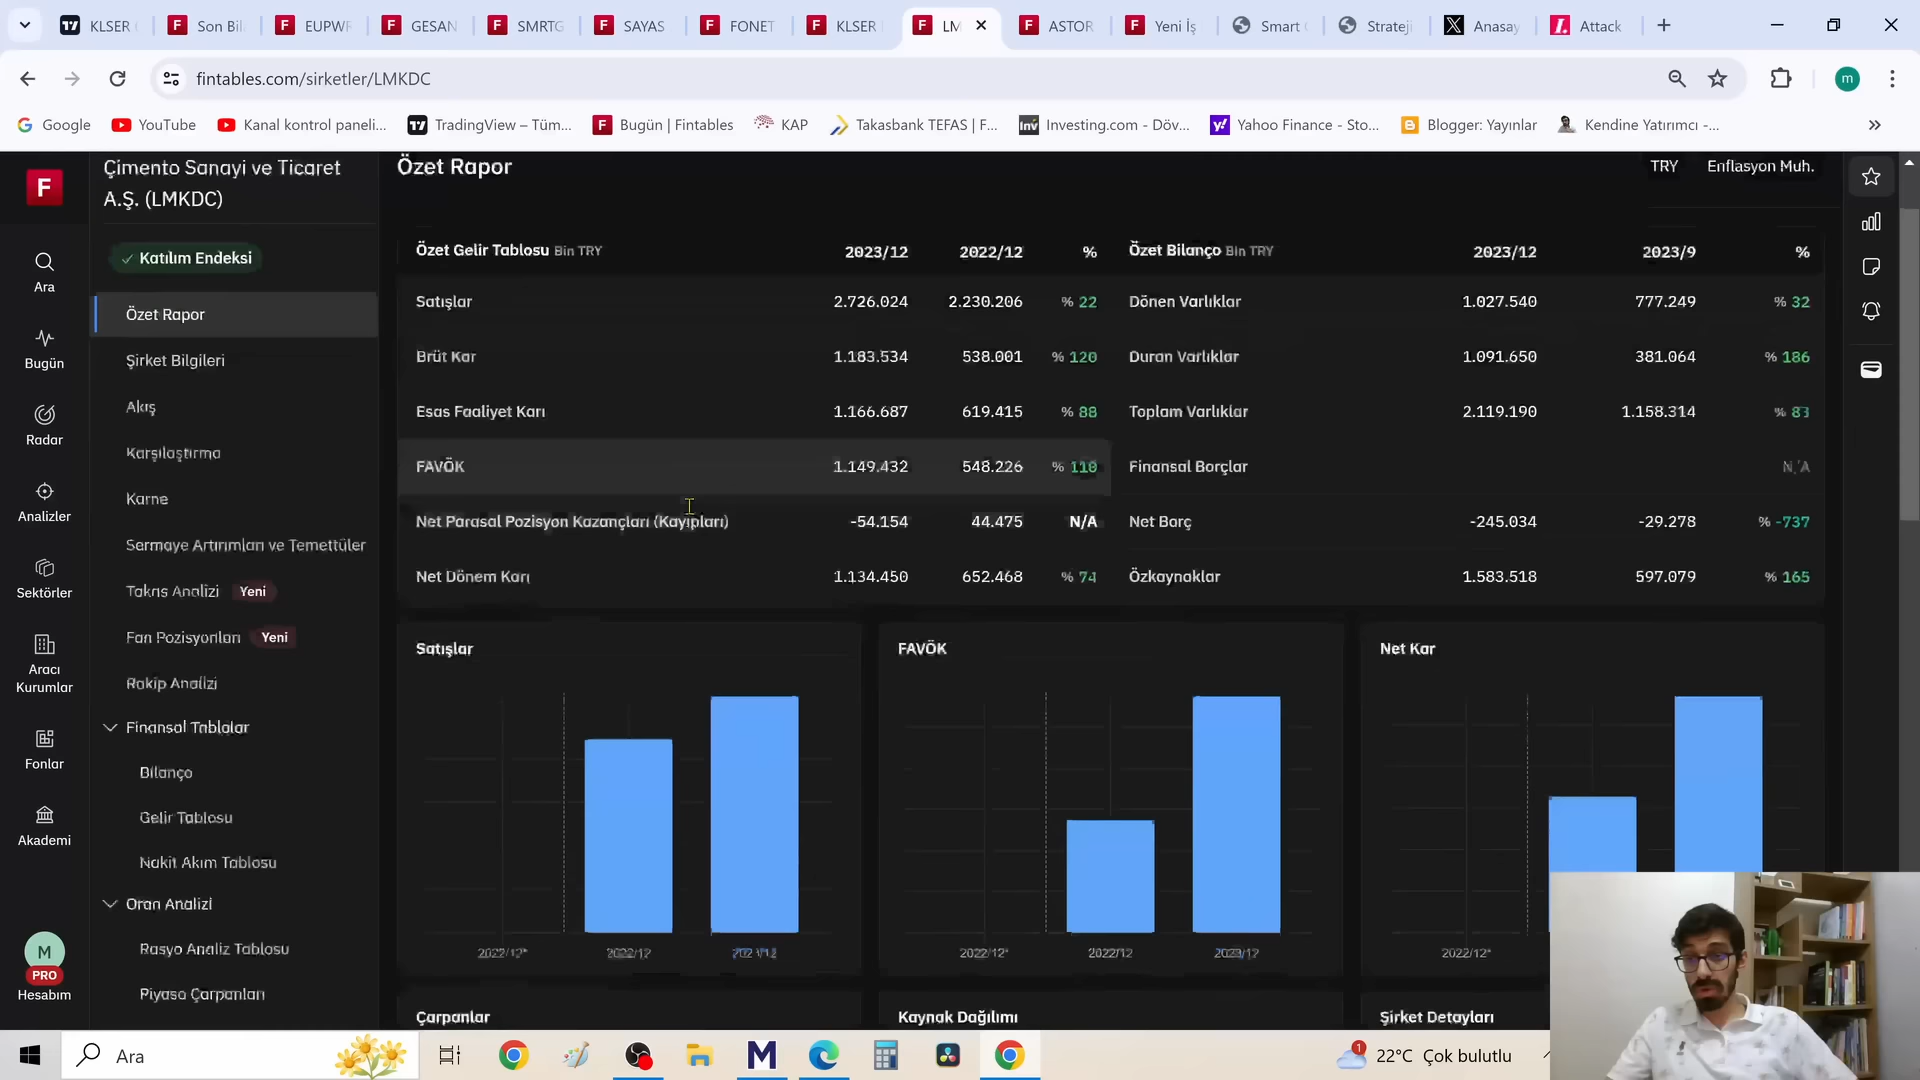 KLSER
Son Bil
EUPWR
GESAN
SMRTG
SAYAS
FONET
KLSER
LM
ASTOR
Yeni İş
Smart
Strateji
Anasay
Attack
fintables.com/sirketler/LMKDC
m
Google
YouTube
Kanal kontrol paneli...
TradingView – Tüm...
Bugün | Fintables
KAP
Takasbank TEFAS | F...
Investing.com - Döv...
Yahoo Finance - Sto...
Blogger: Yayınlar
Kendine Yatırımcı -...
F
Ara
Bugün
Radar
Analizler
Sektörler
Aracı
Kurumlar
Fonlar
Akademi
M
PRO
Hesabım
Çimento Sanayi ve Ticaret
A.Ş. (LMKDC)
Katılım Endeksi
Özet Rapor
Şirket Bilgileri
Akış
Karşılaştırma
Karne
Sermaye Artırımları ve Temettüler
Takas Analizi Yeni
Fon Pozisyonları Yeni
Rakip Analizi
Finansal Tablolar
Bilanço
Gelir Tablosu
Nakit Akım Tablosu
Oran Analizi
Rasyo Analiz Tablosu
Piyasa Çarpanları
Özet Rapor
TRY Enflasyon Muh.
Özet Gelir Tablosu Bin TRY 2023/12 2022/12 %
Satışlar 2.726.024 2.230.206 % 22
Brüt Kar 1.183.534 538.001 % 120
Esas Faaliyet Karı 1.166.687 619.415 % 88
FAVÖK 1.149.432 548.226 % 110
Net Parasal Pozisyon Kazançları (Kayıpları) -54.154 44.475 N/A
Net Dönem Karı 1.134.450 652.468 % 74
Özet Bilanço Bin TRY 2023/12 2023/9 %
Dönen Varlıklar 1.027.540 777.249 % 32
Duran Varlıklar 1.091.650 381.064 % 186
Toplam Varlıklar 2.119.190 1.158.314 % 83
Finansal Borçlar N/A
Net Borç -245.034 -29.278 % -737
Özkaynaklar 1.583.518 597.079 % 165
Satışlar
2022/12* 2022/12 2023/12
FAVÖK
2022/12* 2022/12 2023/12
Net Kar
2022/12*
Çarpanlar
Kaynak Dağılımı
Şirket Detayları
Ara
1
22°C Çok bulutlu